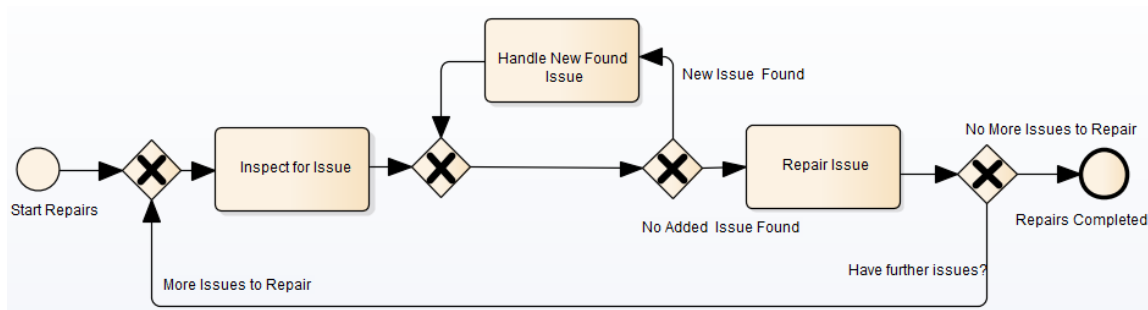 Handle New Found
Issue
New Issue Found
No More Issues to Repair
Inspect for Issue
Repair Issue
Start Repairs
No Added Issue Found
Repairs Completed
Have further issues?
More Issues to Repair